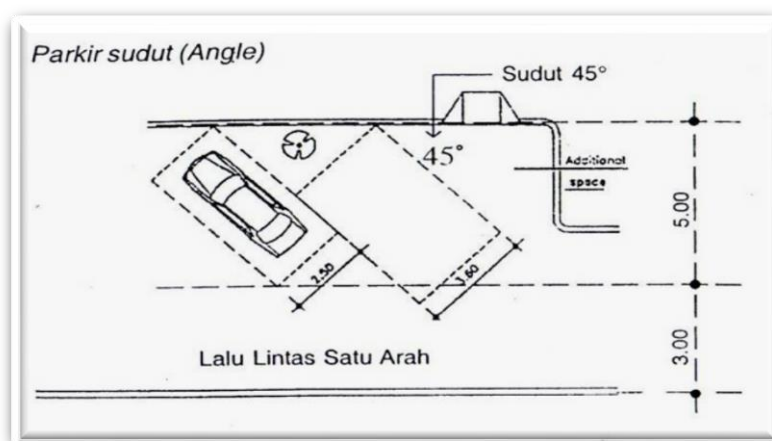 Parkir sudut (Angle)
Sudut 45°
45°
Additional
space
5.00
2.50
3.60
Lalu Lintas Satu Arah
3.00